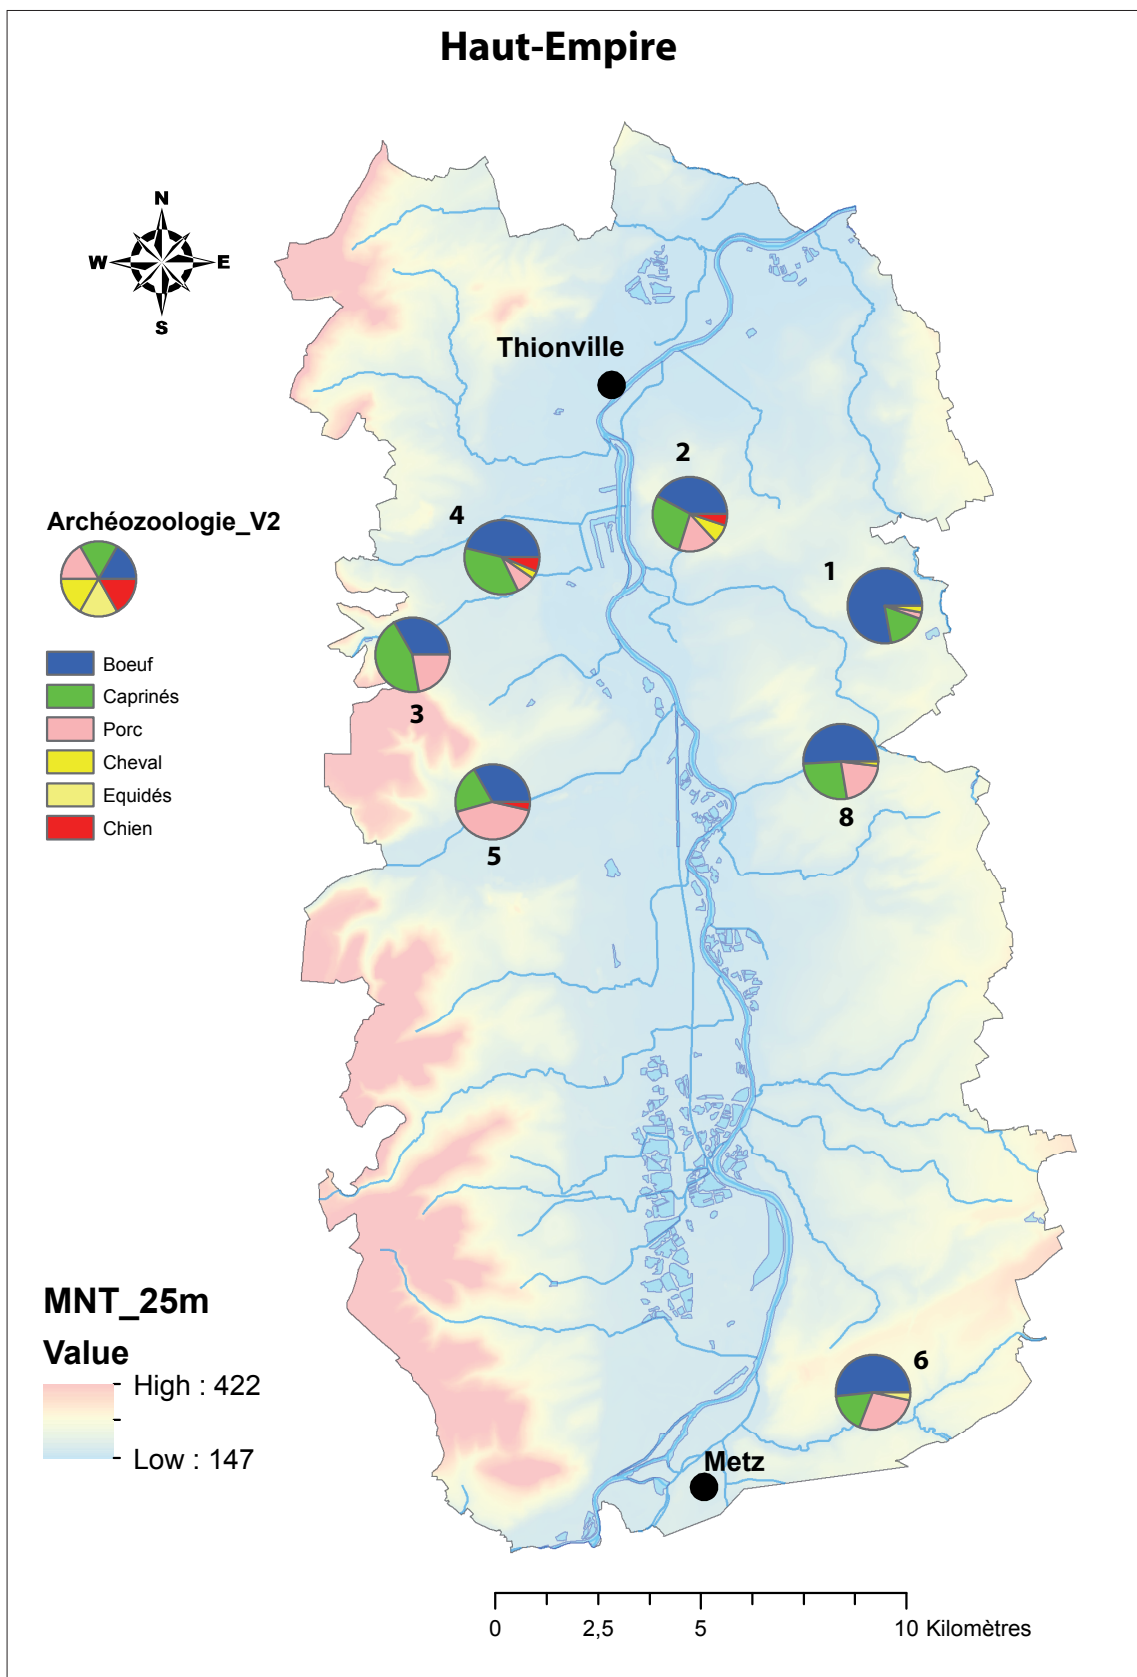 Haut-Empire
N
W E
S
Thionville
2
4
1
3
8
5
6
Metz
Archéozoologie_V2
Boeuf
Caprinés
Porc
Cheval
Equidés
Chien
MNT_25m
Value
High : 422
Low : 147
0 2,5 5 10 Kilomètres